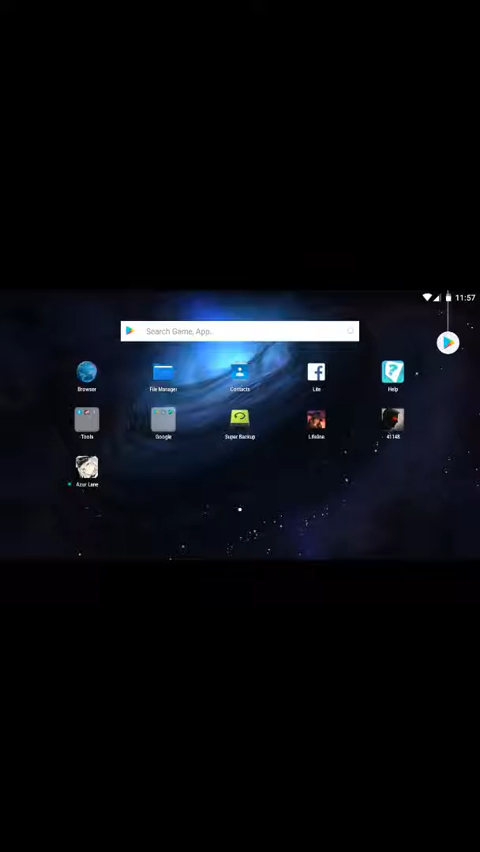 11:57
Search Game, App..
Browser
File Manager
Contacts
Lite
Help
Tools
Google
Super Backup
Lifeline
41148
Azur Lane